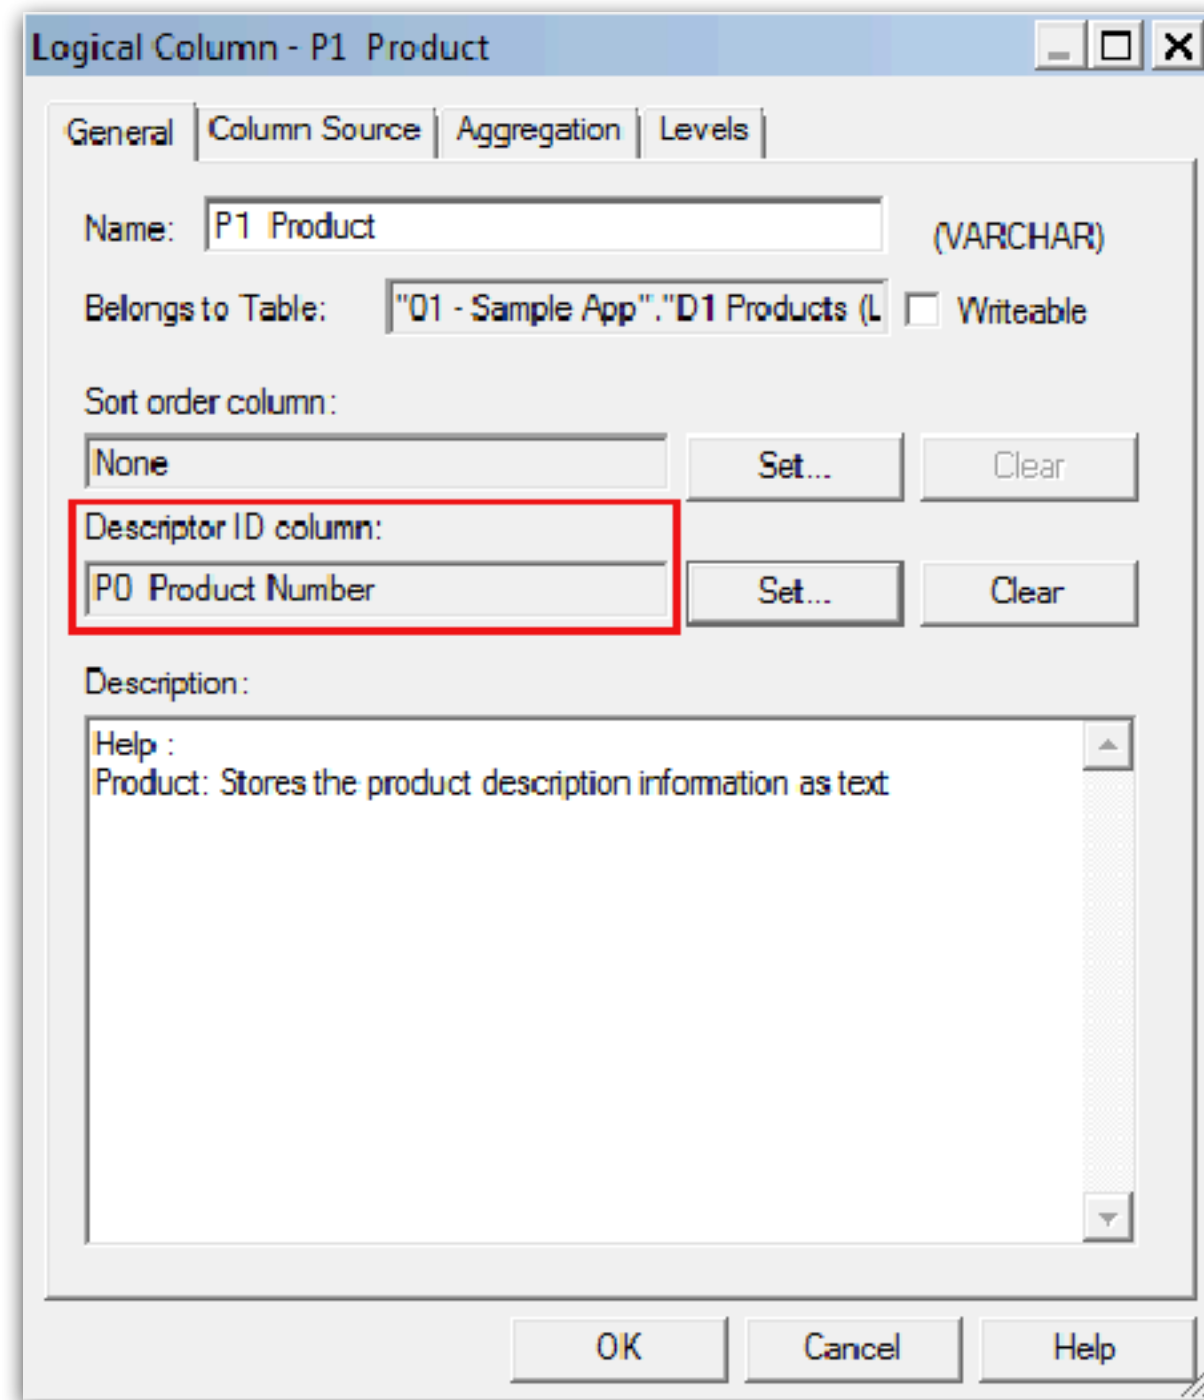 Logical Column - P1  Product
General Column Source Aggregation Levels
Name: P1  Product (VARCHAR)
Belongs to Table: "01 - Sample App"."D1 Products (L Writeable
Sort order column:
None Set... Clear
Descriptor ID column:
P0  Product Number Set... Clear
Description:
Help :
Product: Stores the product description information as text
OK Cancel Help